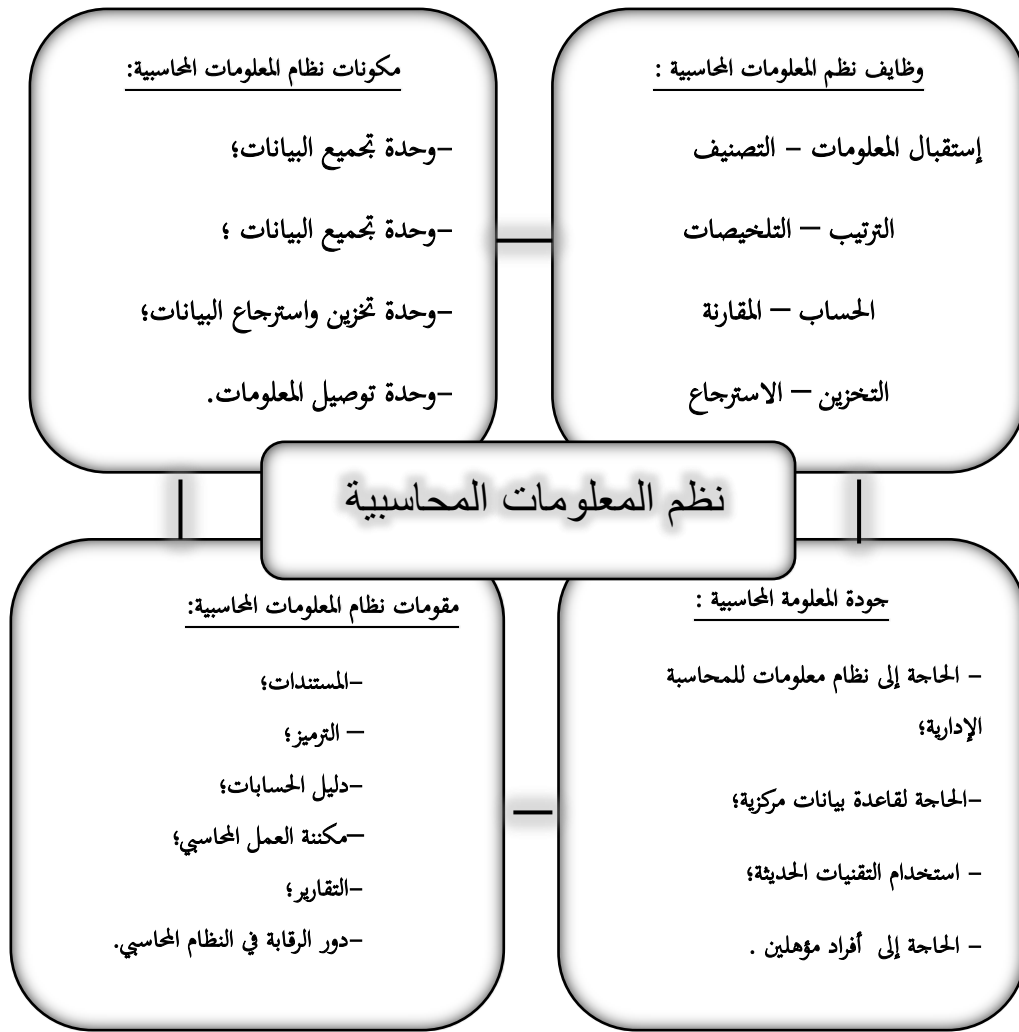 وظايف نظم المعلومات المحاسبية :
إستقبال المعلومات – التصنيف
الترتيب – التلخيصات
الحساب – المقارنة
التخزين – الاسترجاع
مكونات نظام المعلومات المحاسبية:
–وحدة تجميع البيانات؛
–وحدة تجميع البيانات ؛
–وحدة تخزين واسترجاع البيانات؛
–وحدة توصيل المعلومات.
نظم المعلومات المحاسبية
جودة المعلومة المحاسبية :
– الحاجة إلى نظام معلومات للمحاسبة
الإدارية؛
–الحاجة لقاعدة بيانات مركزية؛
– استخدام التقنيات الحديثة؛
– الحاجة إلى أفراد مؤهلين .
مقومات نظام المعلومات المحاسبية:
–المستندات؛
– الترميز؛
–دليل الحسابات؛
–مكننة العمل المحاسبي؛
–التقارير؛
–دور الرقابة في النظام المحاسبي.